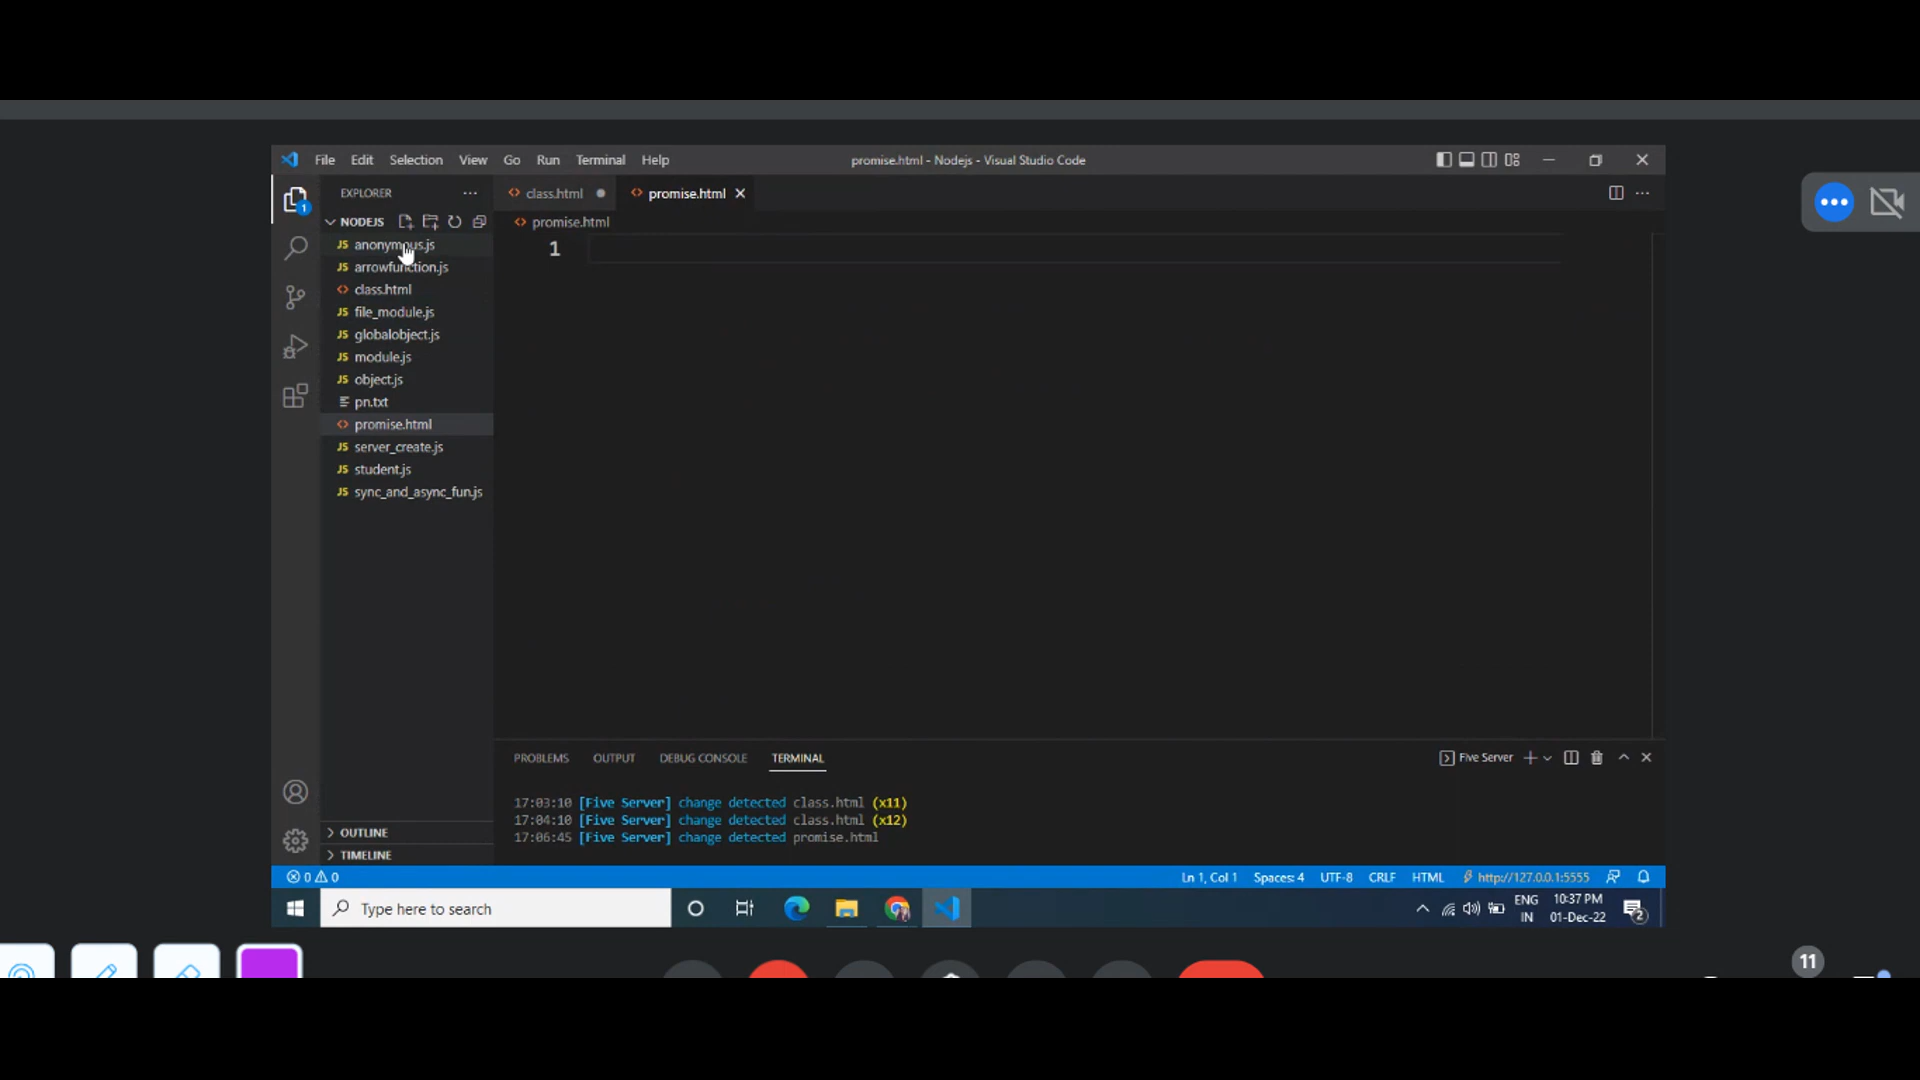 File Edit Selection View Go Run Terminal Help promise.html - Nodejs - Visual Studio Code
EXPLORER
class.html
promise.html
NODEJS
promise.html
1
1
JS anonymous.js
JS arrowfunction.js
class.html
JS file_module.js
JS globalobject.js
JS module.js
JS object.js
pn.txt
promise.html
JS server_create.js
JS student.js
JS sync_and_async_fun.js
PROBLEMS OUTPUT DEBUG CONSOLE TERMINAL
Five Server
17:03:10 [Five Server] change detected class.html (x11)
17:04:10 [Five Server] change detected class.html (x12)
17:06:45 [Five Server] change detected promise.html
OUTLINE
TIMELINE
0 0
Ln 1, Col 1 Spaces: 4 UTF-8 CRLF HTML http://127.0.0.1:5555
Type here to search
ENG
IN
10:37 PM
01-Dec-22
2
11